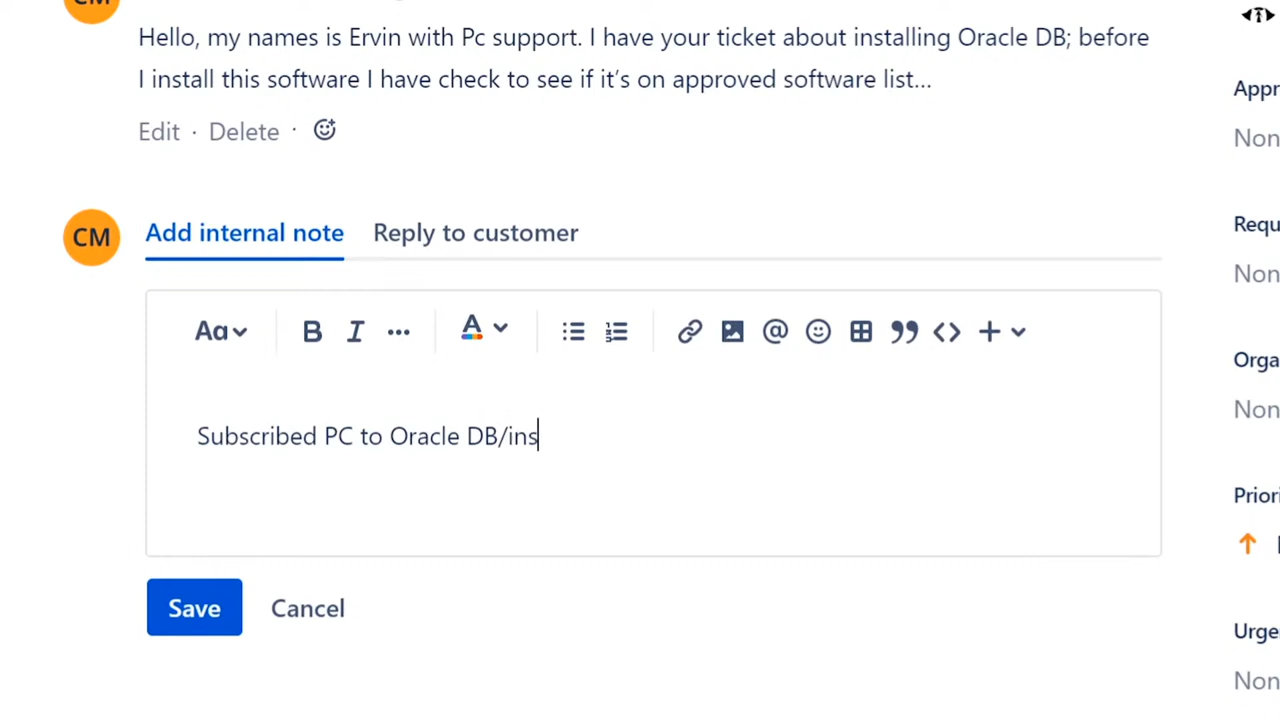 CM
Hello, my names is Ervin with Pc support. I have your ticket about installing Oracle DB; before
I install this software I have check to see if it's on approved software list...
Edit · Delete ·
CM Add internal note Reply to customer
Aa B I ... A
Subscribed PC to Oracle DB/ins
Save Cancel
Appr
Non
Requ
Non
Orga
Non
Priori
Urge
Non